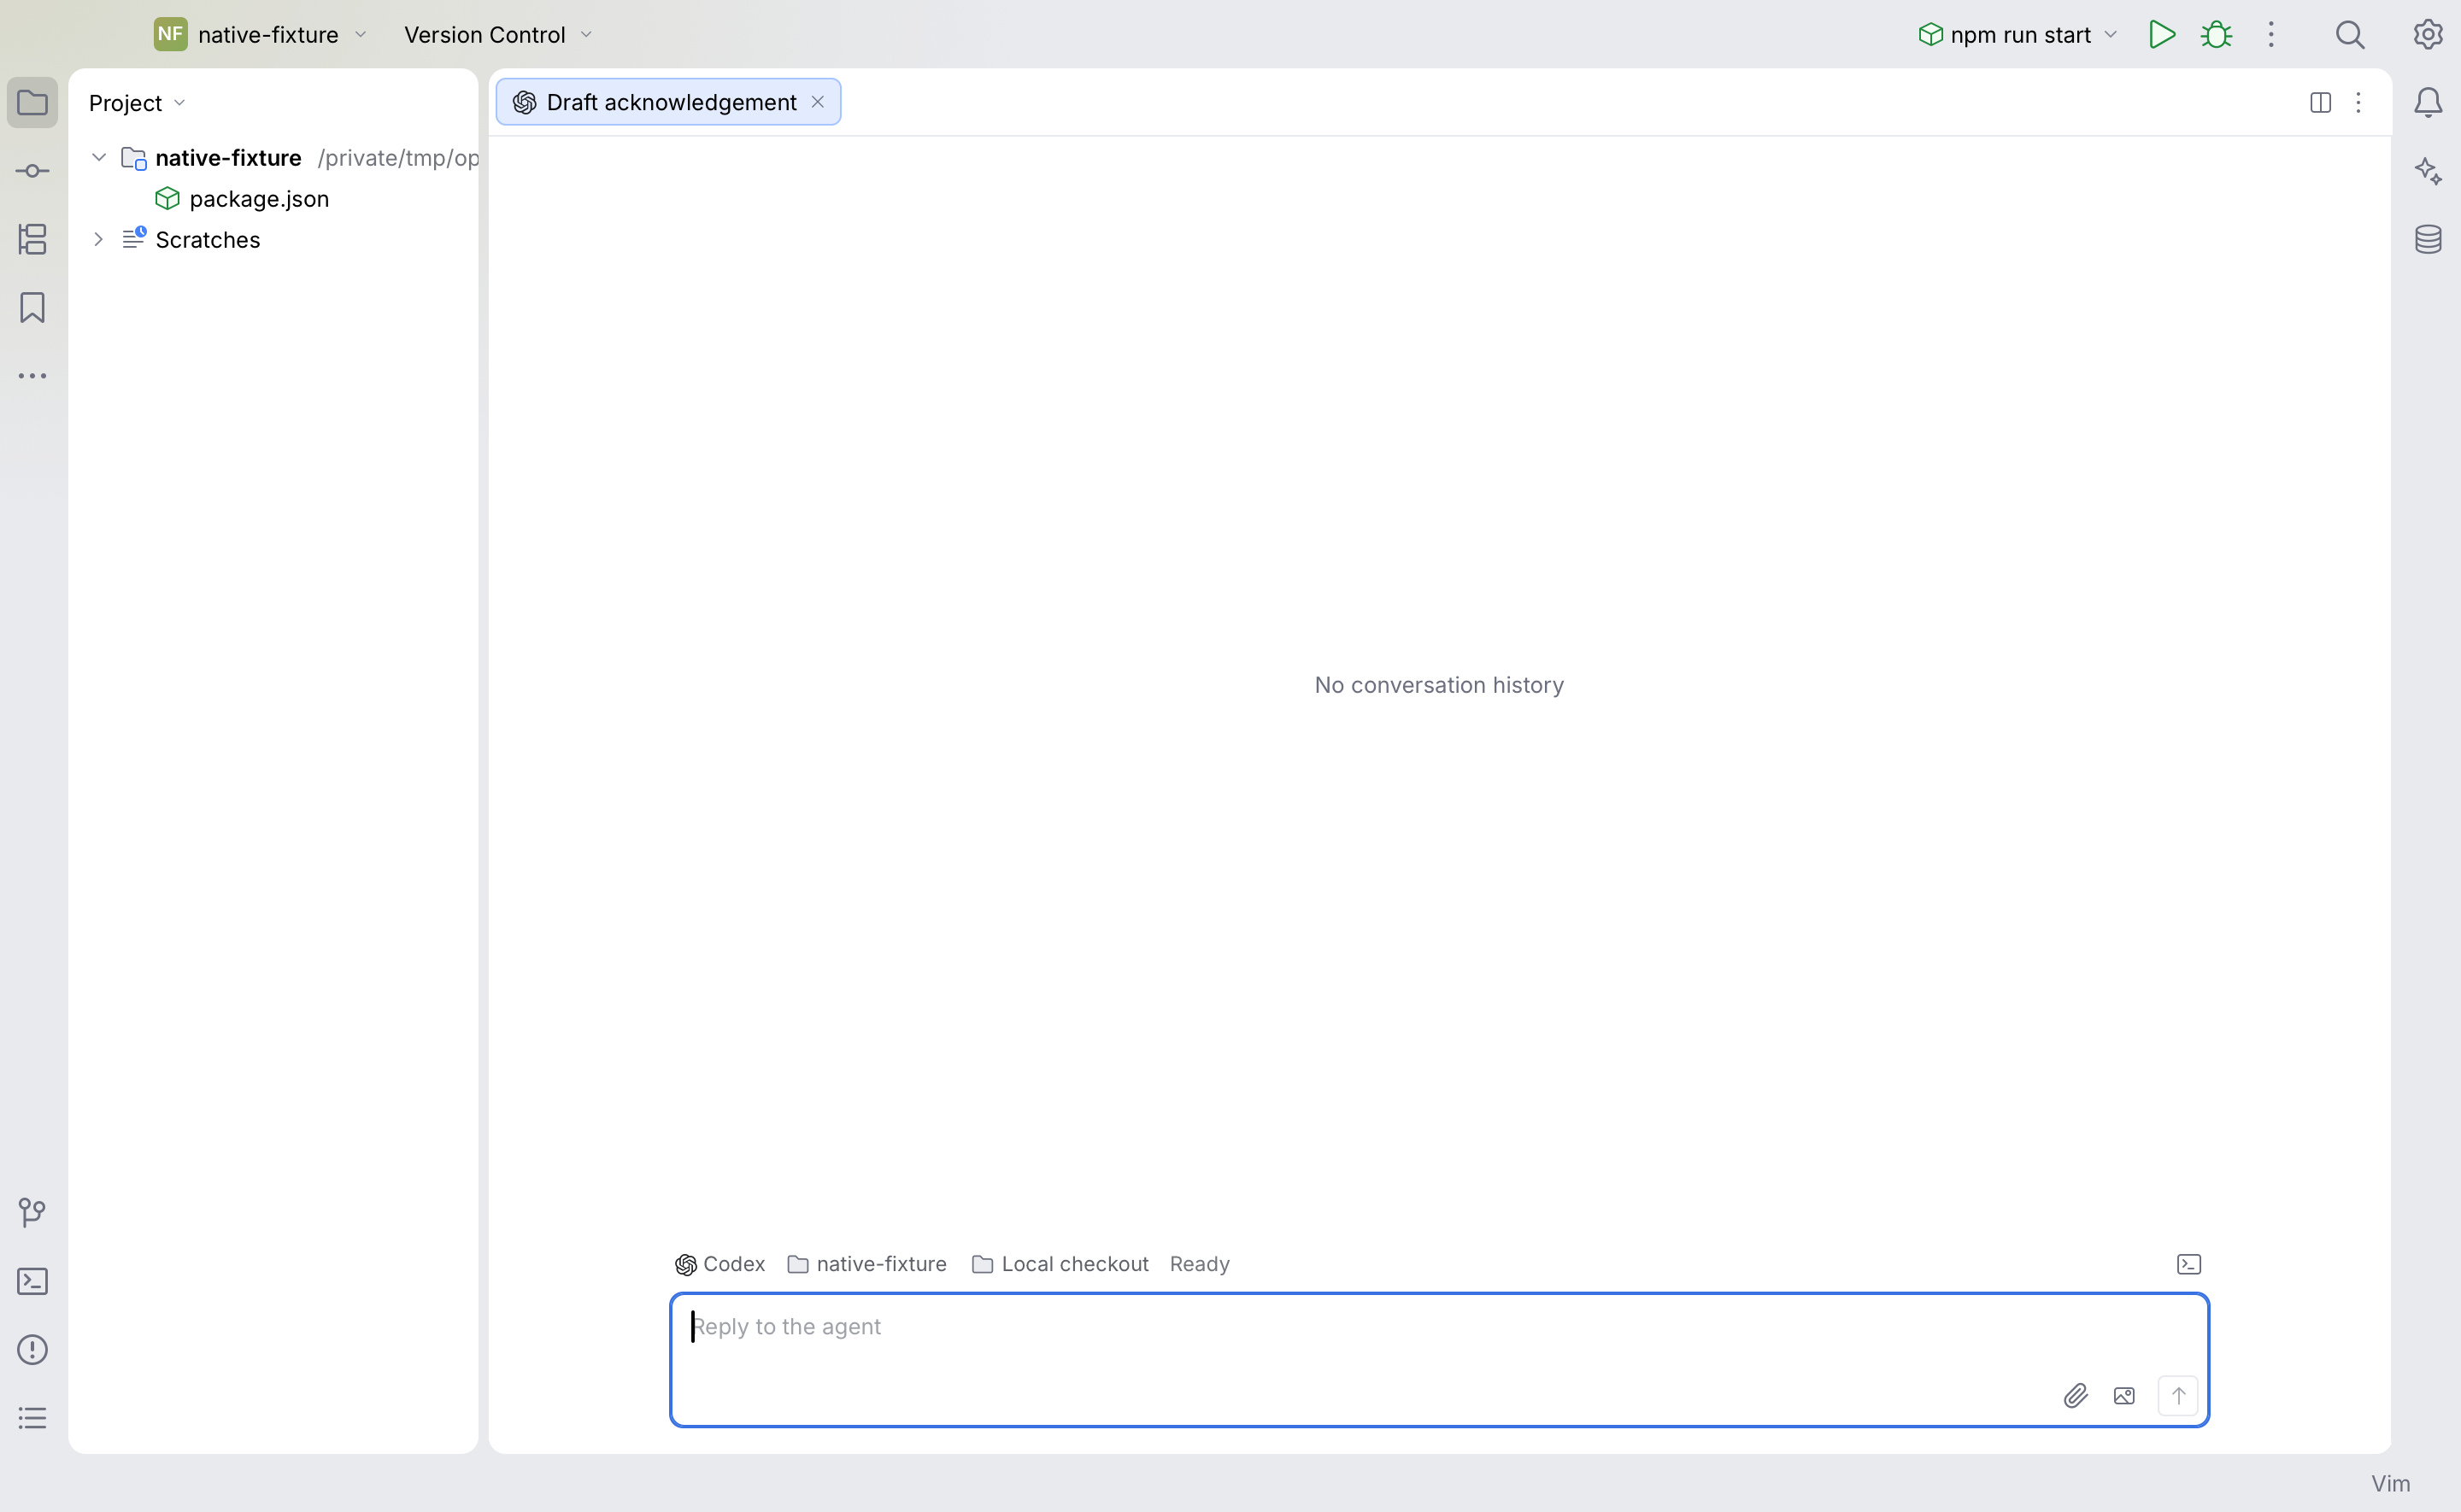 NF native-fixture Version Control npm run start
Project
Draft acknowledgement
native-fixture /private/tmp/op
package.json
Scratches
No conversation history
Codex native-fixture Local checkout Ready
Reply to the agent
Vim